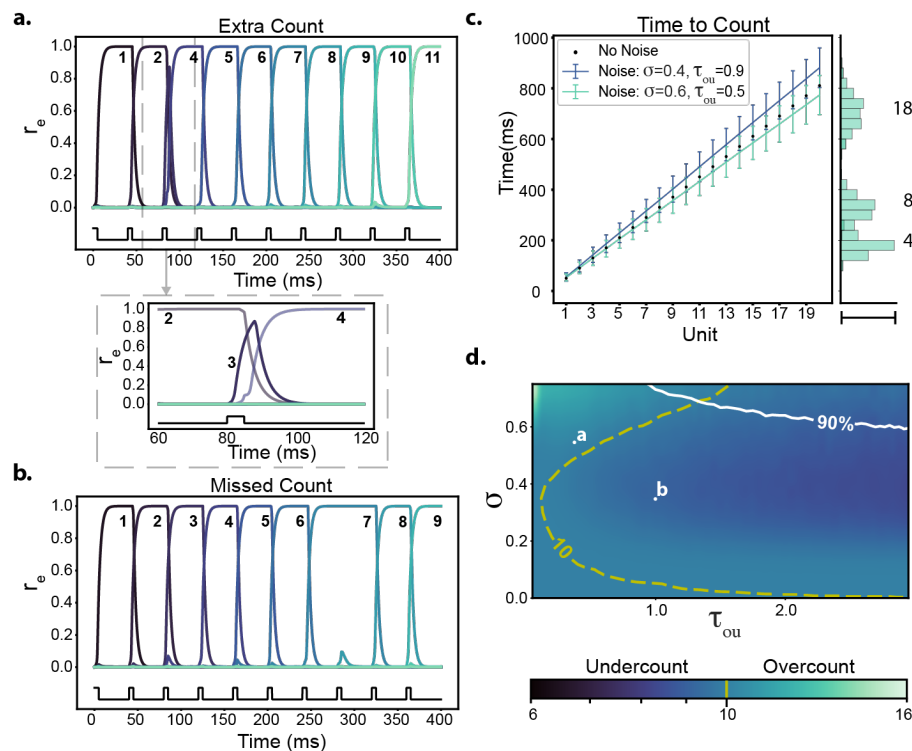 a.
Extra Count
r_e
1.0
0.8
0.6
0.4
0.2
0.0
1 2 4 5 6 7 8 9 10 11
0 50 100 150 200 250 300 350 400
Time (ms)
r_e
1.0
0.8
0.6
0.4
0.2
0.0
2 3 4
60 80 100 120
Time (ms)
b.
Missed Count
r_e
1.0
0.8
0.6
0.4
0.2
0.0
1 2 3 4 5 6 7 8 9
0 50 100 150 200 250 300 350 400
Time (ms)
c.
Time to Count
Time(ms)
1000
800
600
400
200
0
No Noise
Noise: σ=0.4, τ_ou=0.9
Noise: σ=0.6, τ_ou=0.5
1 3 5 7 9 11 13 15 17 19
Unit
18
8
4
d.
σ
0.6
0.4
0.2
0.0
90%
a
b
10
1.0 2.0
τ_ou
Undercount Overcount
6 10 16